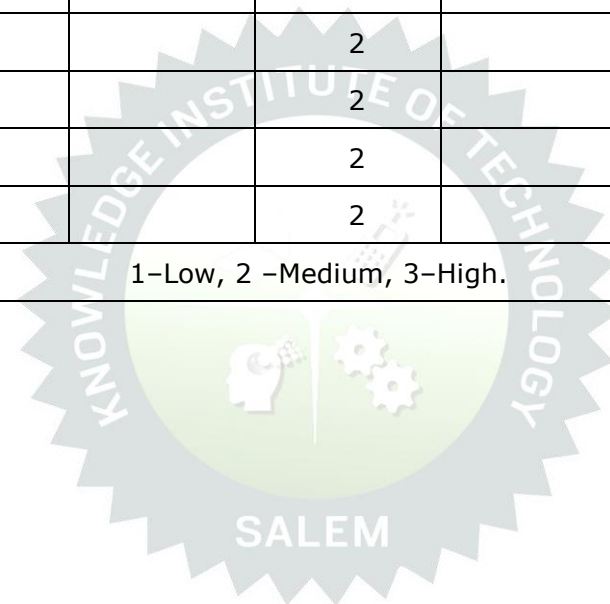 2
2
2
2
1–Low, 2 –Medium, 3–High.
KNOWLEDGE INSTITUTE OF TECHNOLOGY
SALEM